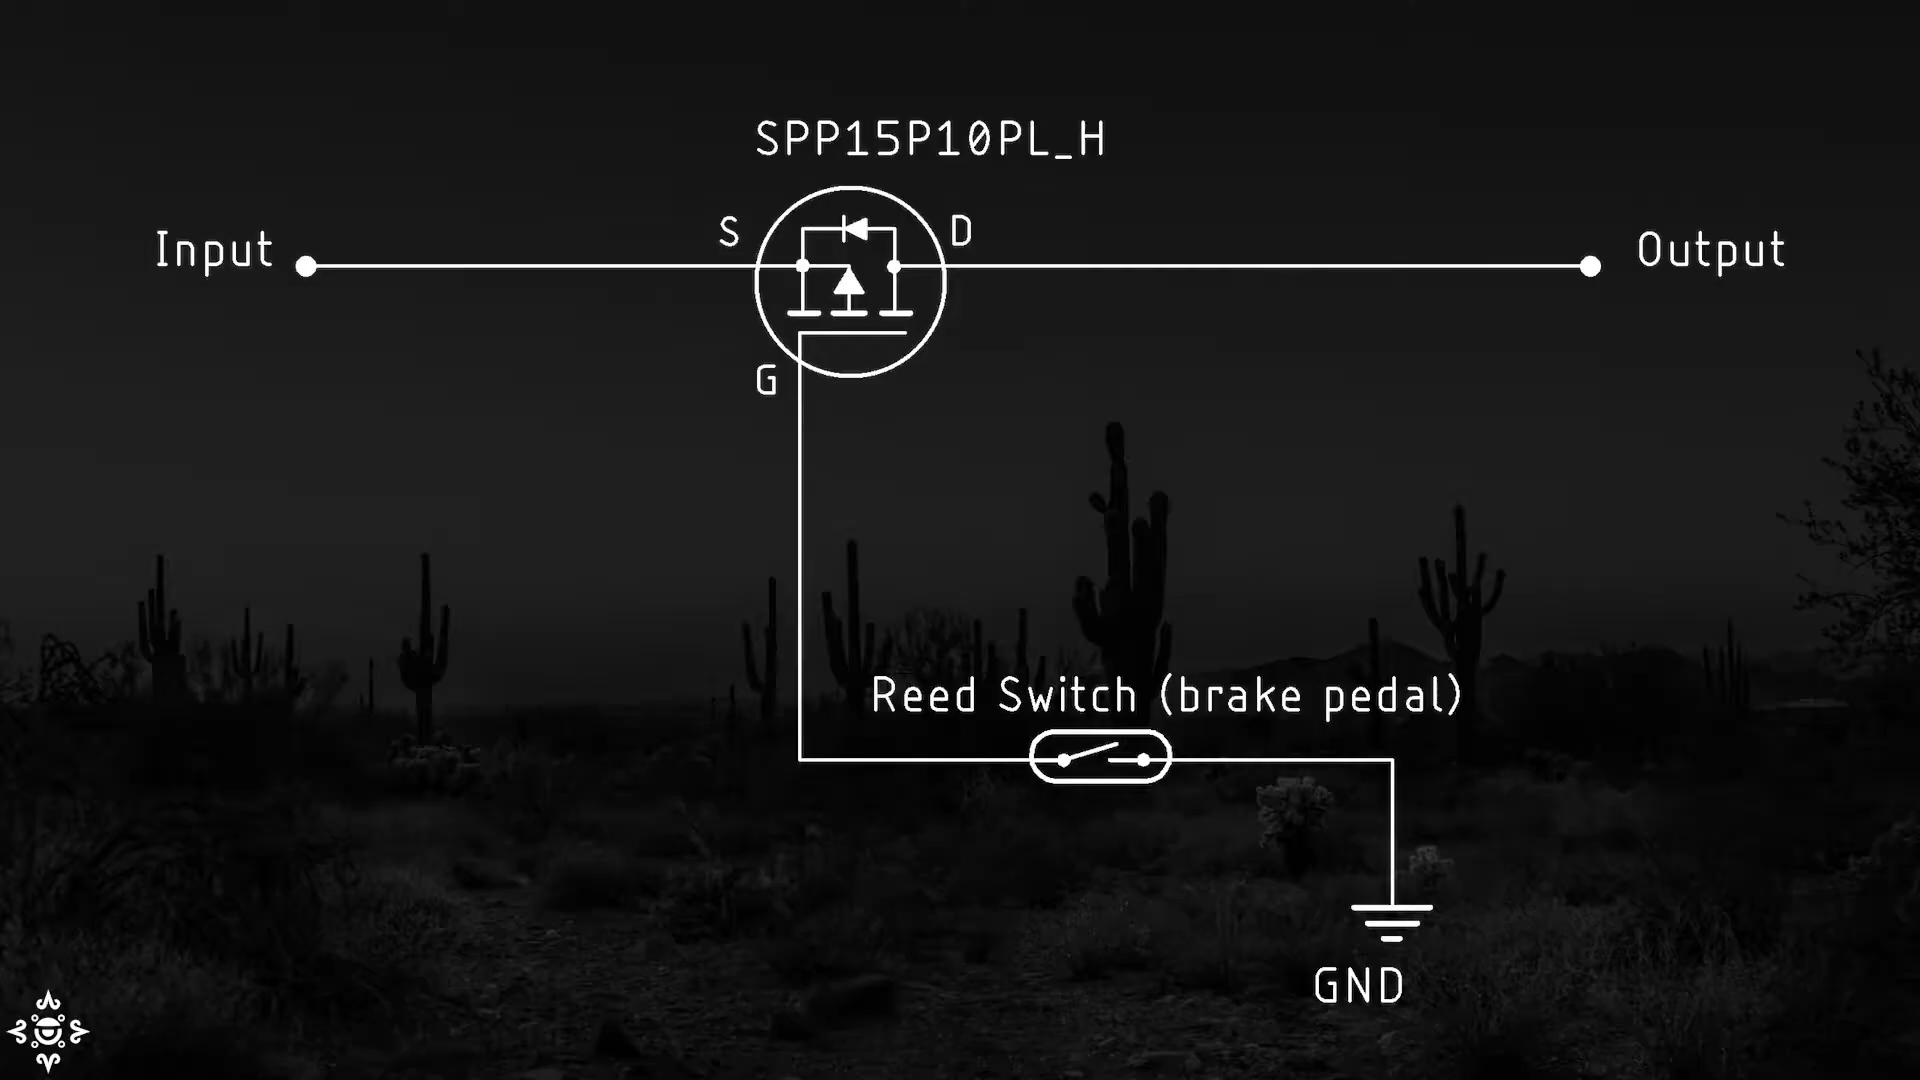 SPP15P10PL_H
S
D
Input
Output
G
Reed Switch (brake pedal)
GND